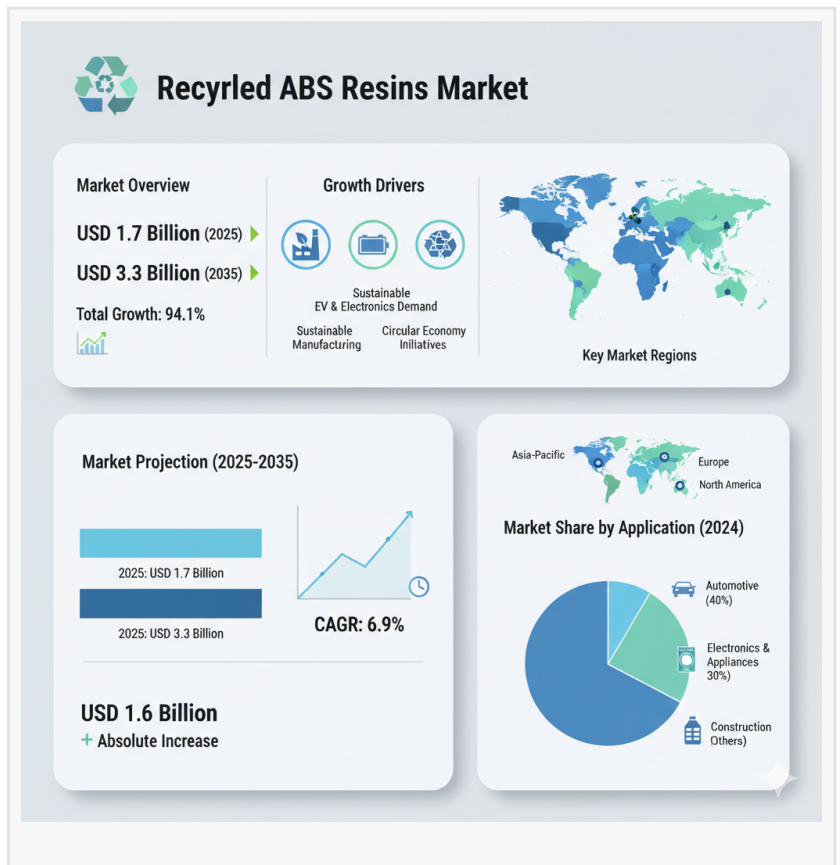 Recyrled ABS Resins Market
Market Overview
USD 1.7 Billion (2025)
USD 3.3 Billion (2035)
Total Growth: 94.1%
Growth Drivers
Sustainable
EV & Electronics Demand
Sustainable
Manufacturing
Circular Economy
Iniliatives
Key Market Regions
Market Projection (2025-2035)
2025: USD 1.7 Billion
2025: USD 3.3 Billion
CAGR: 6.9%
USD 1.6 Billion
+ Absolute Increase
Asia-Pacific
Europe
North America
Market Share by Application (2024)
Automotive
(40%)
Electronics &
Appliances
30%)
Construction
Others)